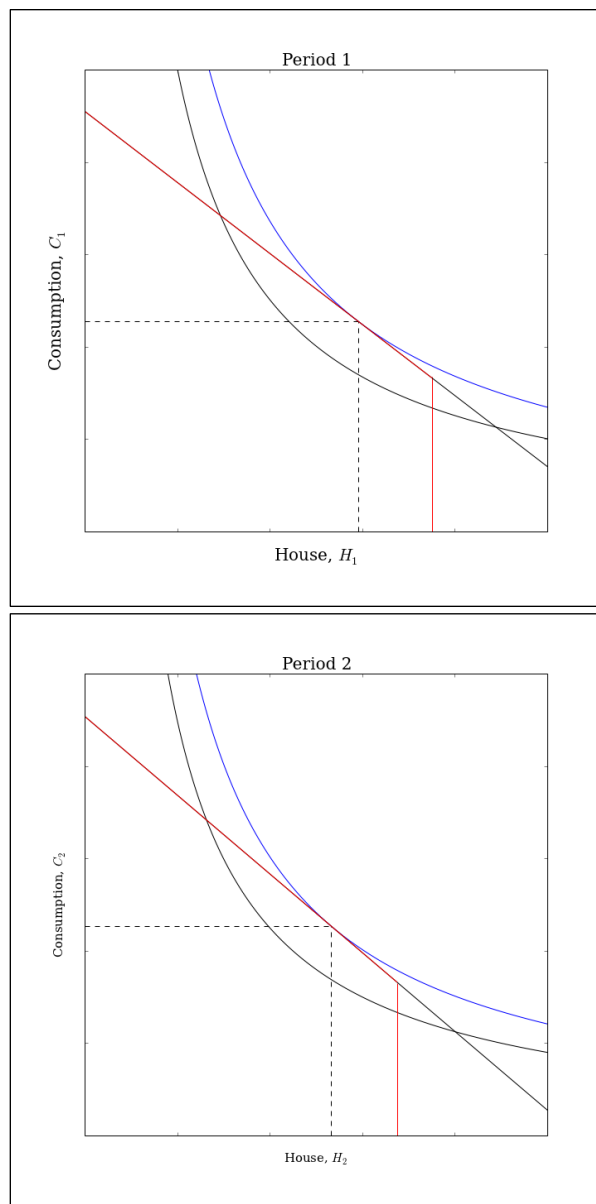 Period 1
Consumption, C₁
House, H₁
Period 2
Consumption, C₂
House, H₂